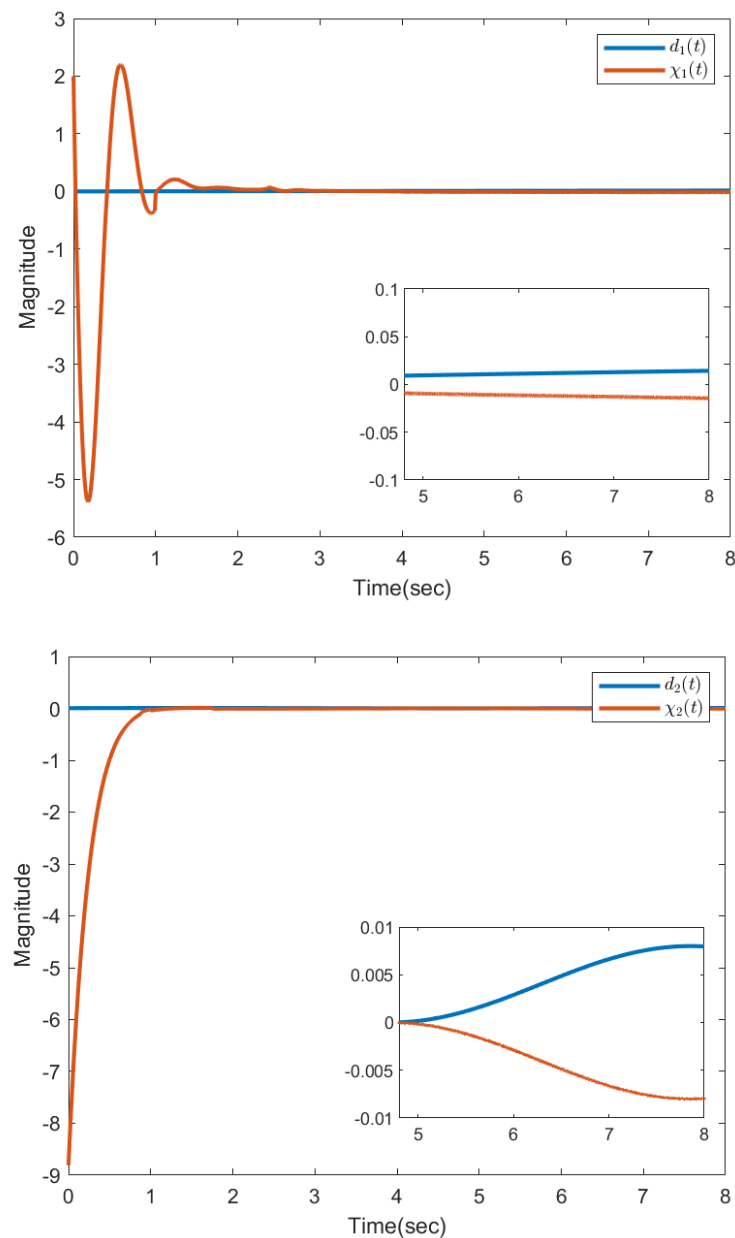 3
2
1
0
-1
-2
-3
-4
-5
-6
Magnitude
d₁(t)
χ₁(t)
0.1
0.05
0
-0.05
-0.1
5 6 7 8
0 1 2 3 4 5 6 7 8
Time(sec)
1
0
-1
-2
-3
-4
-5
-6
-7
-8
-9
Magnitude
d₂(t)
χ₂(t)
0.01
0.005
0
-0.005
-0.01
5 6 7 8
0 1 2 3 4 5 6 7 8
Time(sec)